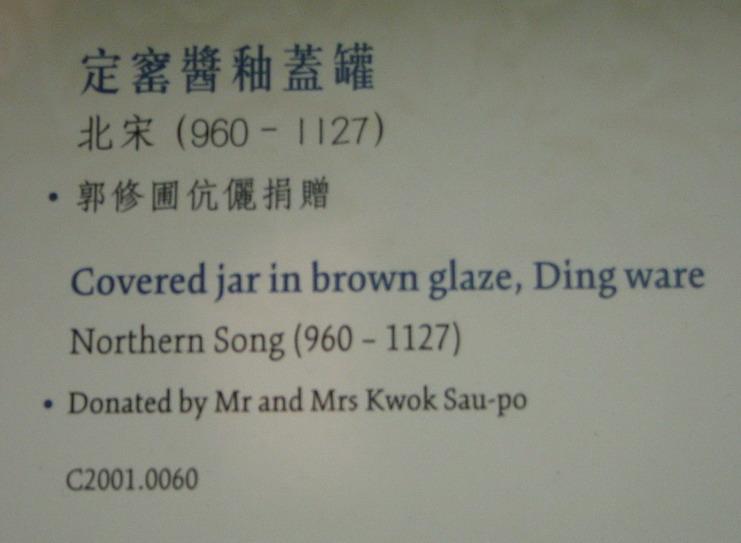 定窰醬釉蓋罐
北宋 (960 – 1127)
• 郭修圃伉儷捐贈
Covered jar in brown glaze, Ding ware
Northern Song (960 – 1127)
• Donated by Mr and Mrs Kwok Sau-po
C2001.0060